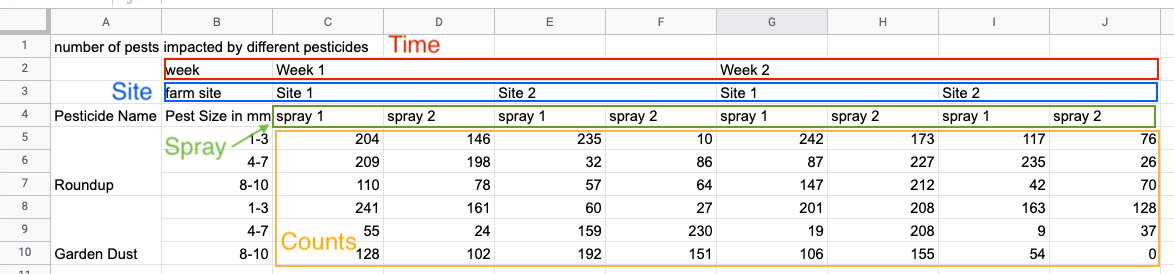 A B C D E F G H I J
1 number of pests impacted by different pesticides Time
2 week Week 1 Week 2
Site 3 farm site Site 1 Site 2 Site 1 Site 2
4 Pesticide Name Pest Size in mm spray 1 spray 2 spray 1 spray 2 spray 1 spray 2 spray 1 spray 2
Spray
5 1-3 204 146 235 10 242 173 117 76
6 4-7 209 198 32 86 87 227 235 26
7 Roundup 8-10 110 78 57 64 147 212 42 70
8 1-3 241 161 60 27 201 208 163 128
9 4-7 55 24 159 230 19 208 9 37
Counts
10 Garden Dust 8-10 128 102 192 151 106 155 54 0